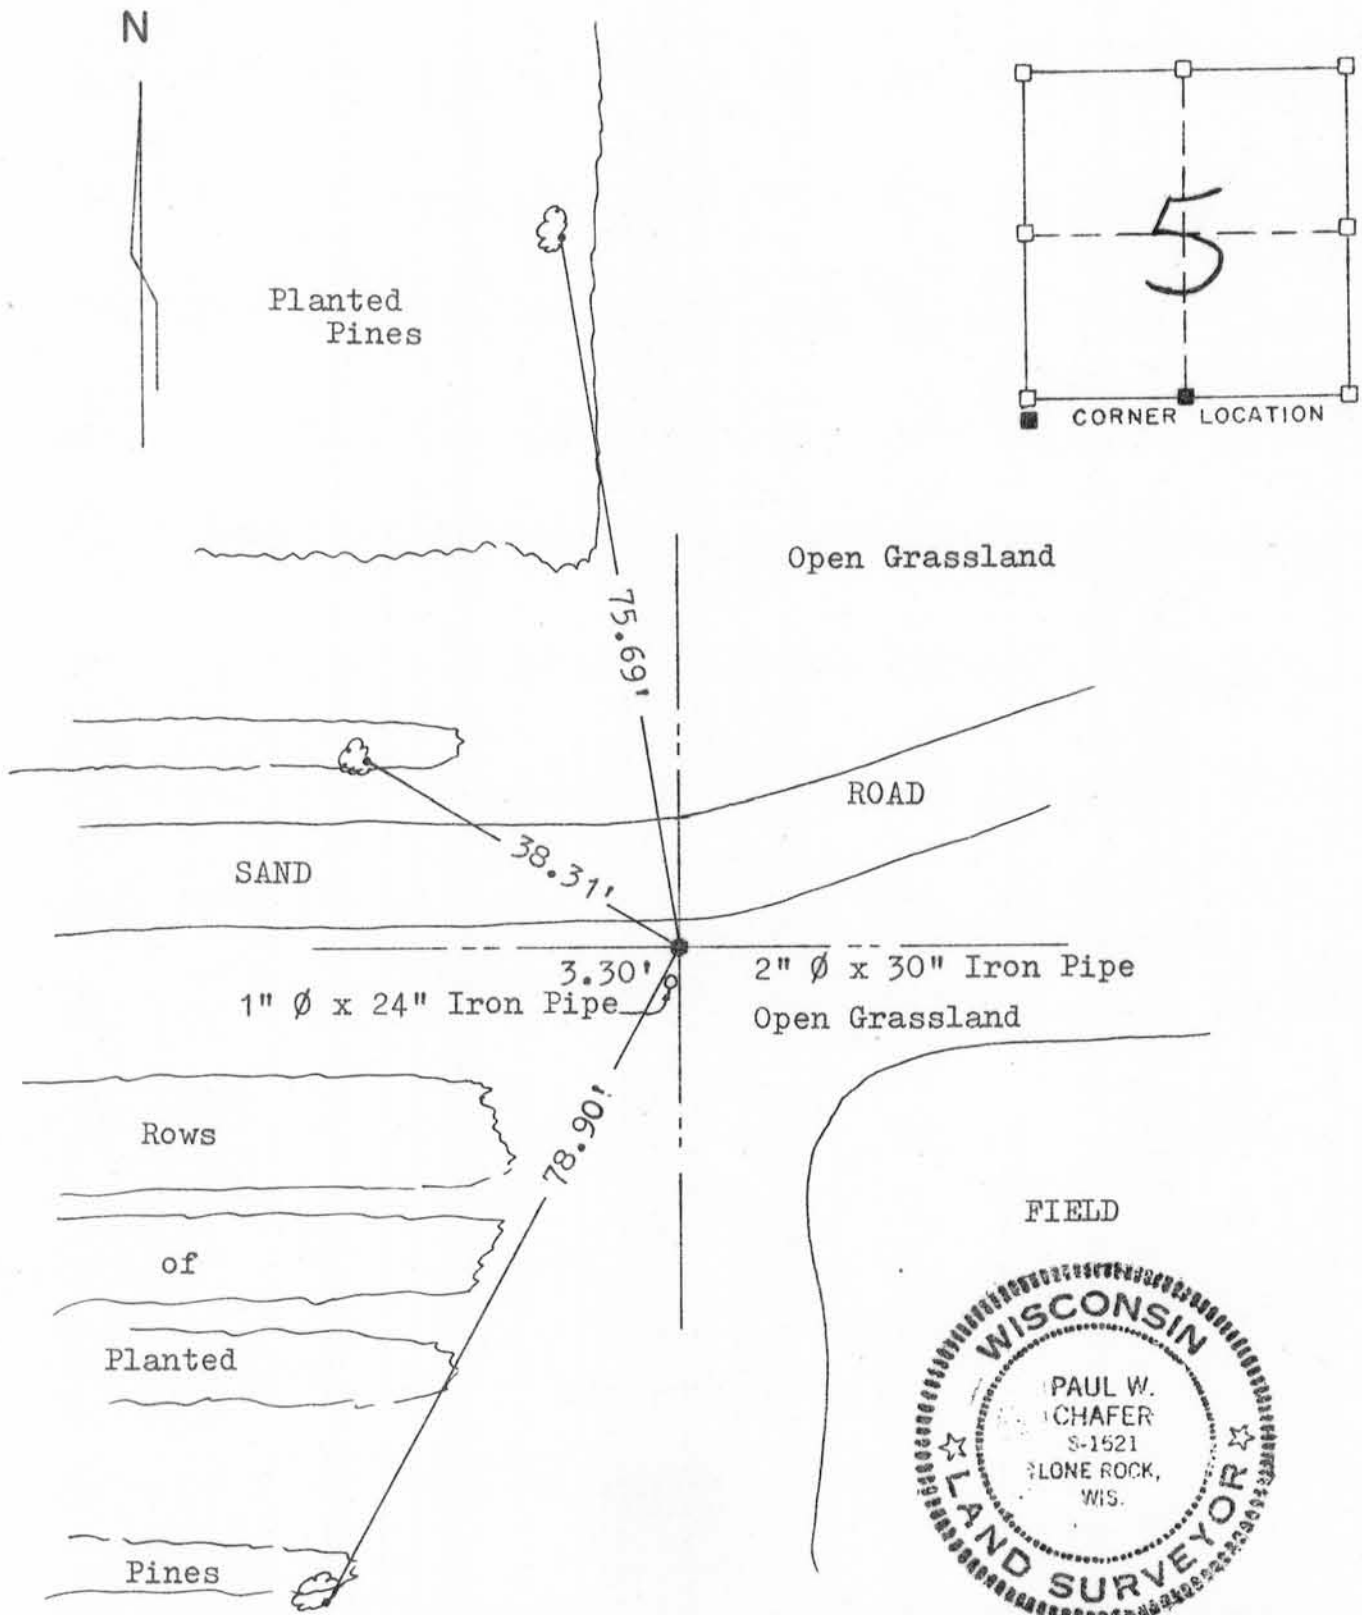 N
5
CORNER LOCATION
Planted
Pines
Open Grassland
75.69'
ROAD
38.31'
SAND
3.30'
2" Ø x 30" Iron Pipe
1" Ø x 24" Iron Pipe
Open Grassland
78.90'
Rows
of
Planted
Pines
FIELD
WISCONSIN
PAUL W.
CHAFER
S-1521
LONE ROCK,
WIS.
LAND SURVEYOR